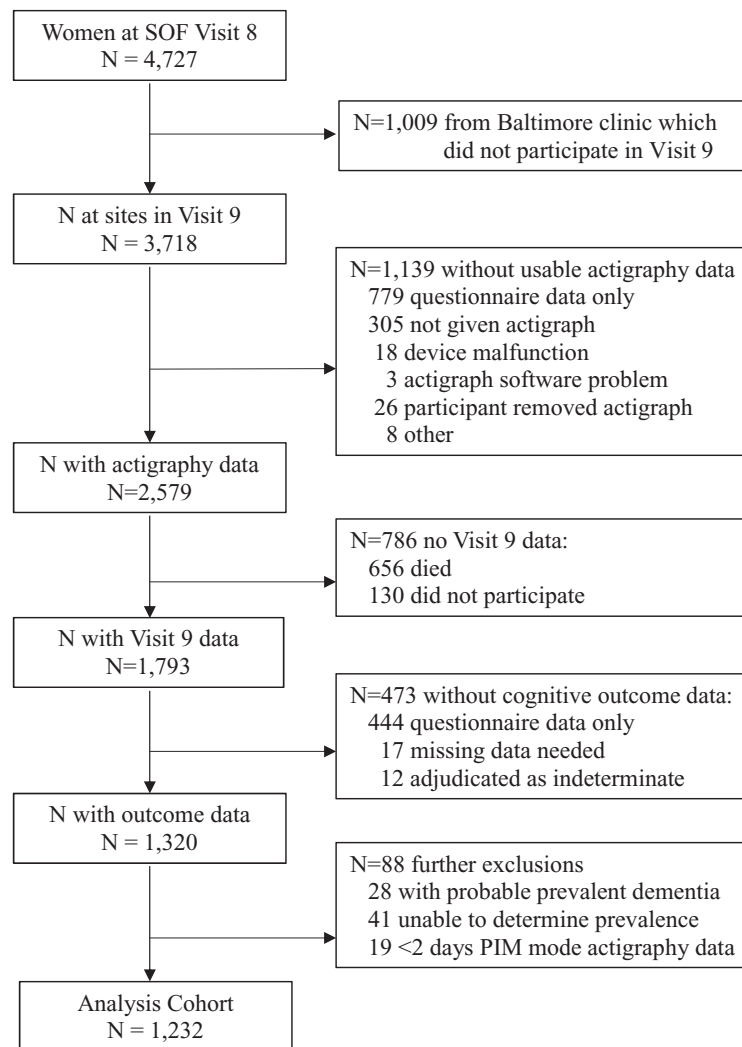 Women at SOF Visit 8
N = 4,727
N=1,009 from Baltimore clinic which
did not participate in Visit 9
N at sites in Visit 9
N = 3,718
N=1,139 without usable actigraphy data
779 questionnaire data only
305 not given actigraph
18 device malfunction
3 actigraph software problem
26 participant removed actigraph
8 other
N with actigraphy data
N=2,579
N=786 no Visit 9 data:
656 died
130 did not participate
N with Visit 9 data
N=1,793
N=473 without cognitive outcome data:
444 questionnaire data only
17 missing data needed
12 adjudicated as indeterminate
N with outcome data
N = 1,320
N=88 further exclusions
28 with probable prevalent dementia
41 unable to determine prevalence
19 <2 days PIM mode actigraphy data
Analysis Cohort
N = 1,232